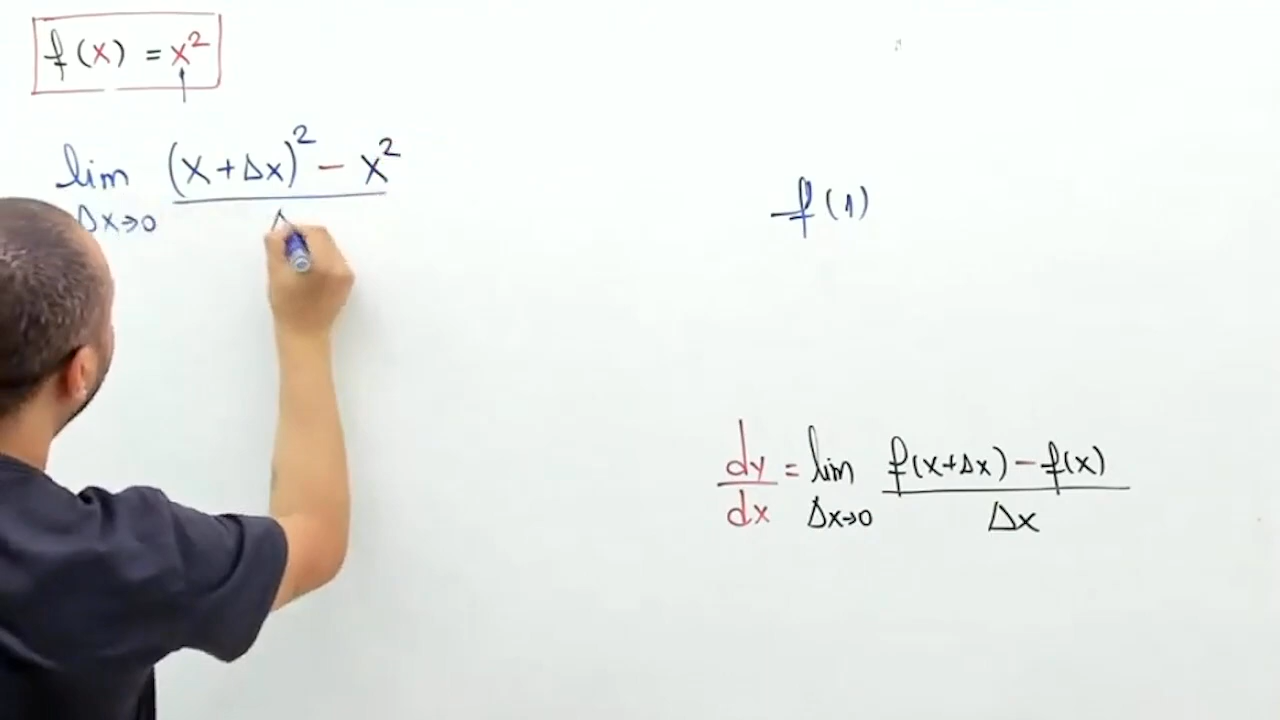 f(x) = x²
lim (x+Δx)² - x²
Δx→0 Δ
f(1)
dy = lim f(x+Δx) - f(x)
dx Δx→0 Δx